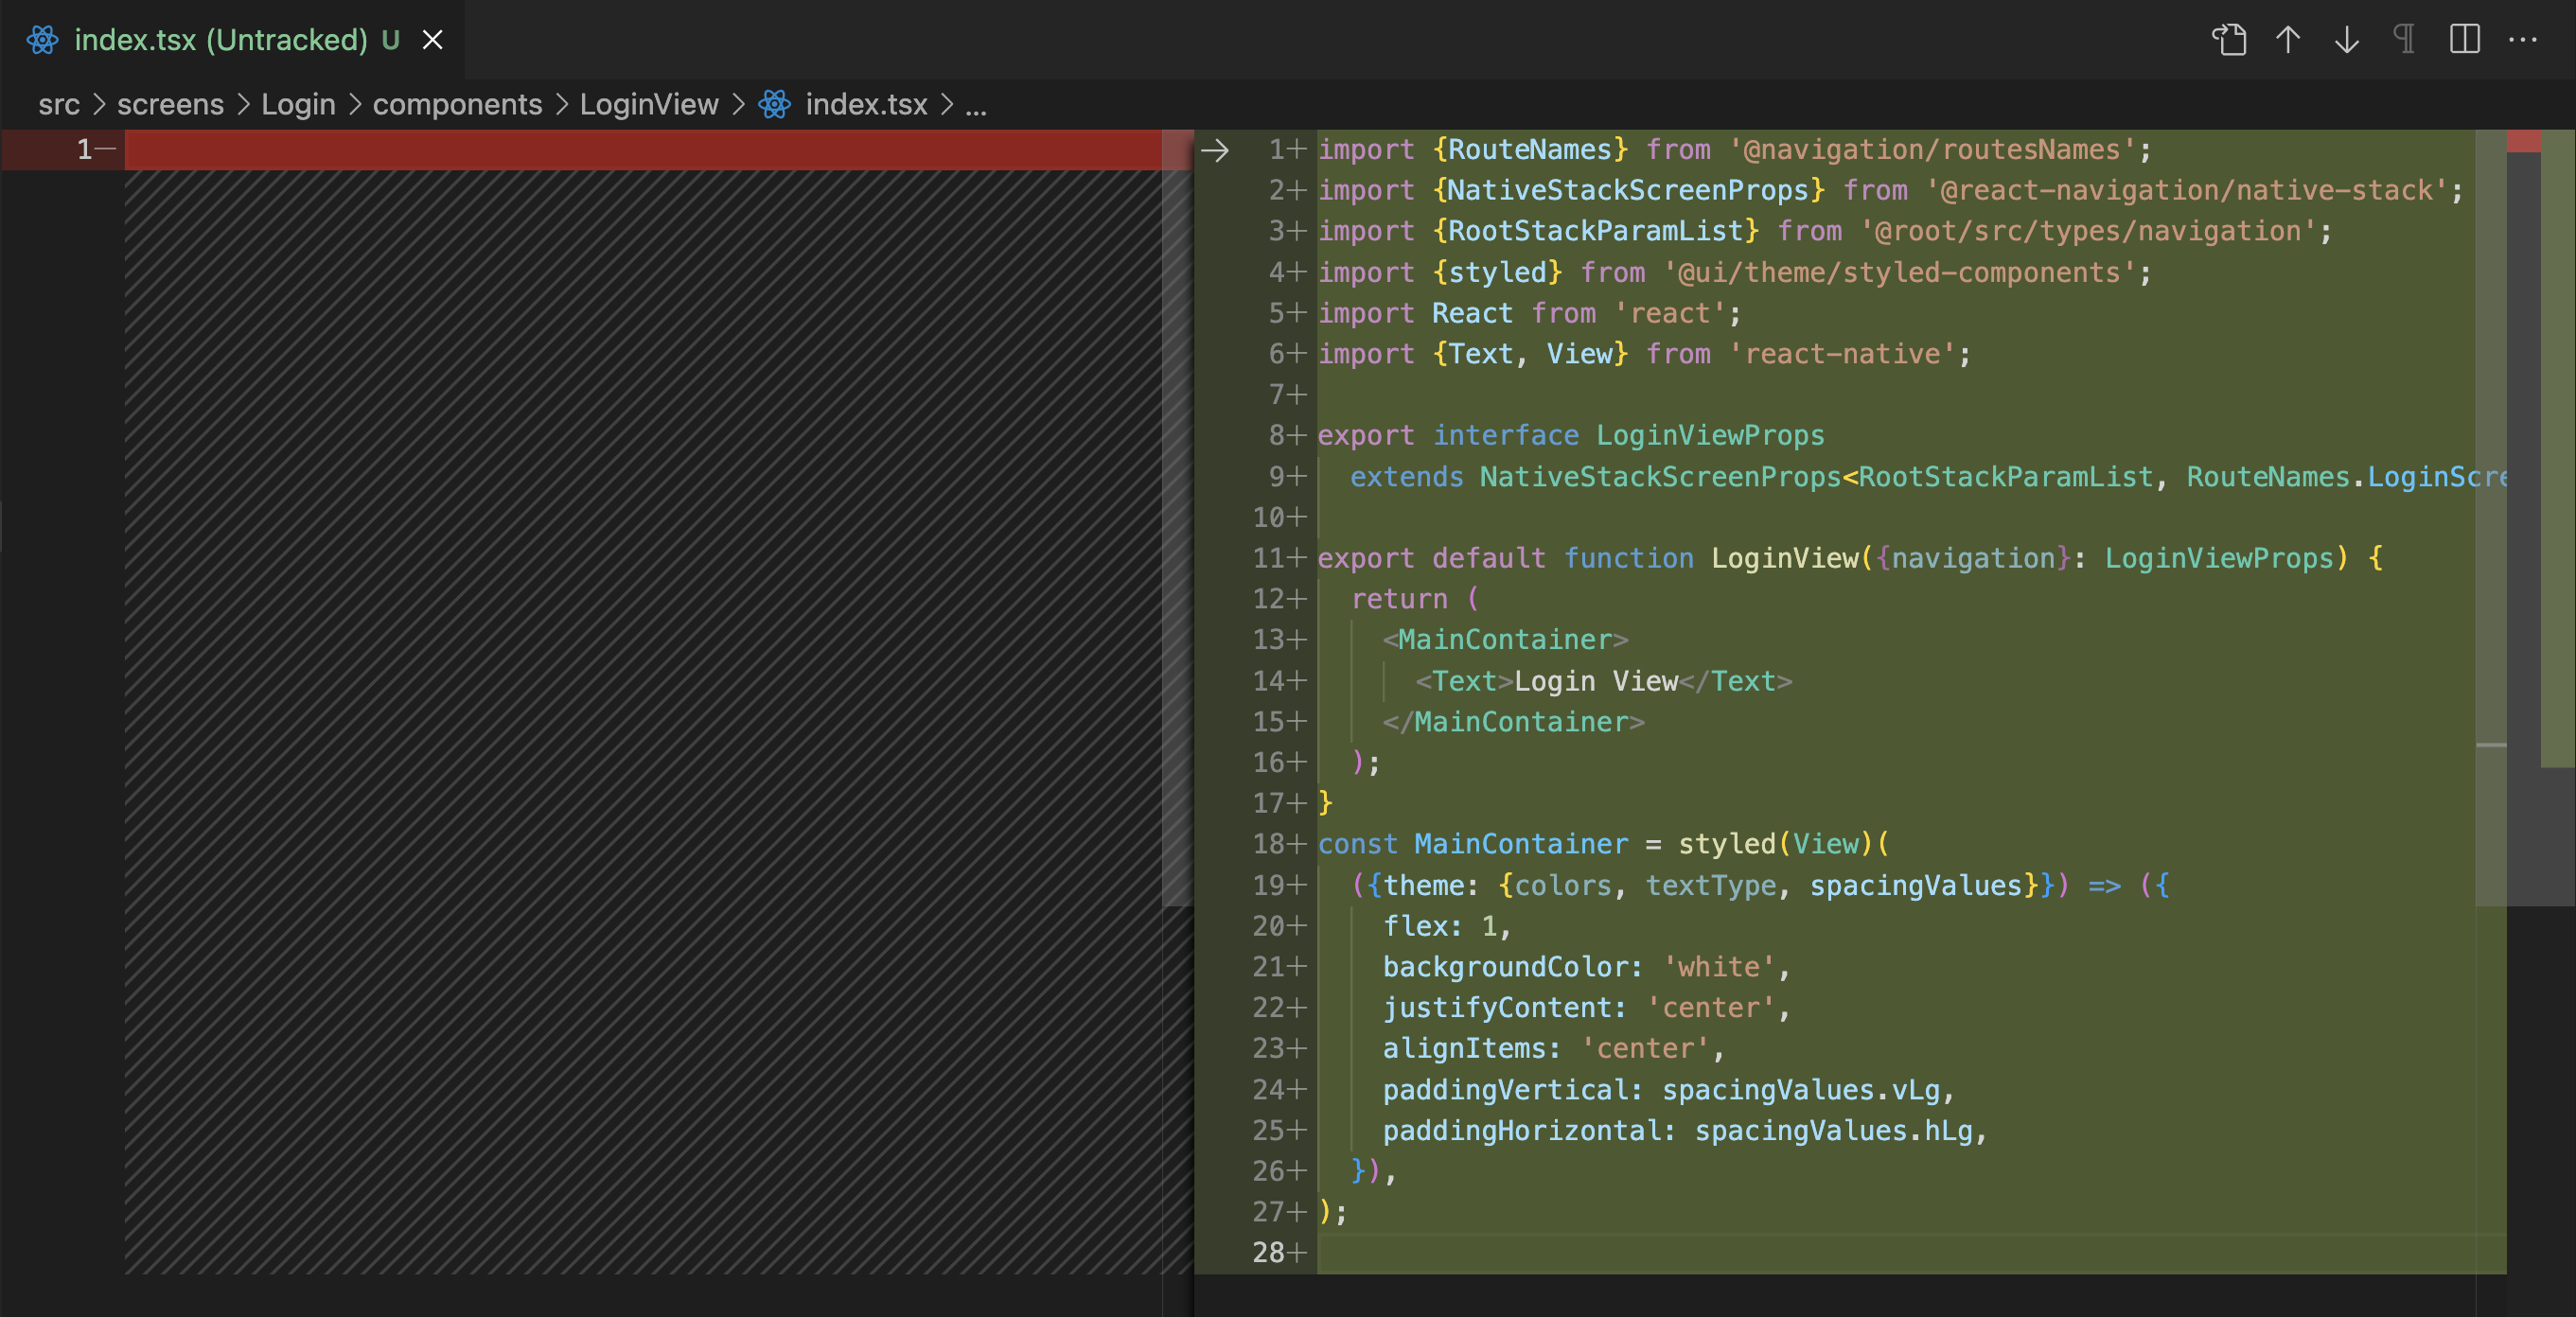 index.tsx (Untracked) U
src > screens > Login > components > LoginView > index.tsx > ...
1
1 import {RouteNames} from '@navigation/routesNames';
2 import {NativeStackScreenProps} from '@react-navigation/native-stack';
3 import {RootStackParamList} from '@root/src/types/navigation';
4 import {styled} from '@ui/theme/styled-components';
5 import React from 'react';
6 import {Text, View} from 'react-native';
7
8 export interface LoginViewProps
9   extends NativeStackScreenProps<RootStackParamList, RouteNames.LoginScre
10
11 export default function LoginView({navigation}: LoginViewProps) {
12   return (
13     <MainContainer>
14       <Text>Login View</Text>
15     </MainContainer>
16   );
17 }
18 const MainContainer = styled(View)(
19   ({theme: {colors, textType, spacingValues}}) => ({
20     flex: 1,
21     backgroundColor: 'white',
22     justifyContent: 'center',
23     alignItems: 'center',
24     paddingVertical: spacingValues.vLg,
25     paddingHorizontal: spacingValues.hLg,
26   }),
27 );
28